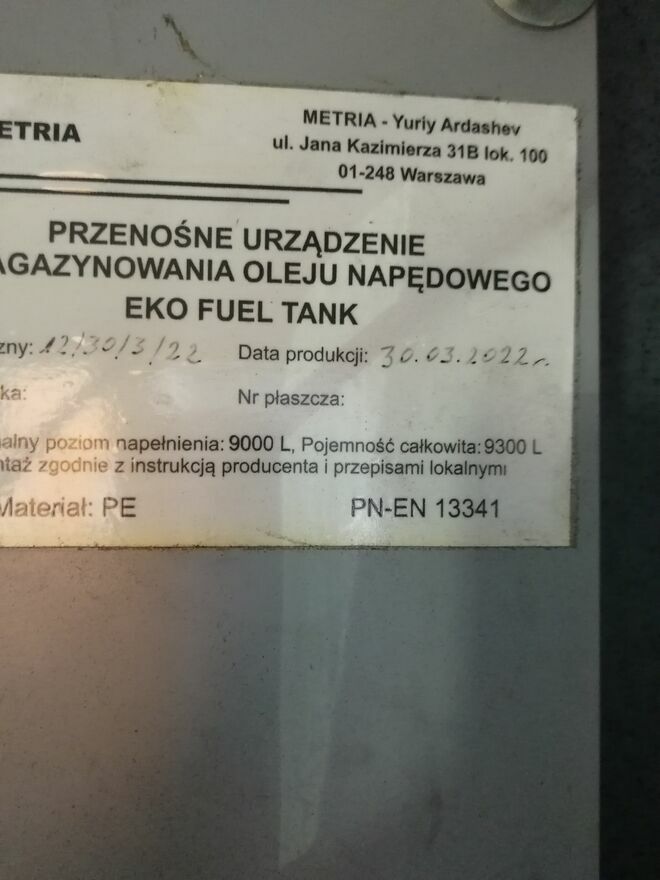 ETRIA
METRIA - Yuriy Ardashev
ul. Jana Kazimierza 31B lok. 100
01-248 Warszawa
PRZENOŚNE URZĄDZENIE
AGAZYNOWANIA OLEJU NAPĘDOWEGO
EKO FUEL TANK
zny: 12/30/3/22 Data produkcji: 30.03.2022r.
ka: Nr płaszcza:
alny poziom napełnienia: 9000 L, Pojemność całkowita: 9300 L
taż zgodnie z instrukcją producenta i przepisami lokalnymi
Materiał: PE PN-EN 13341